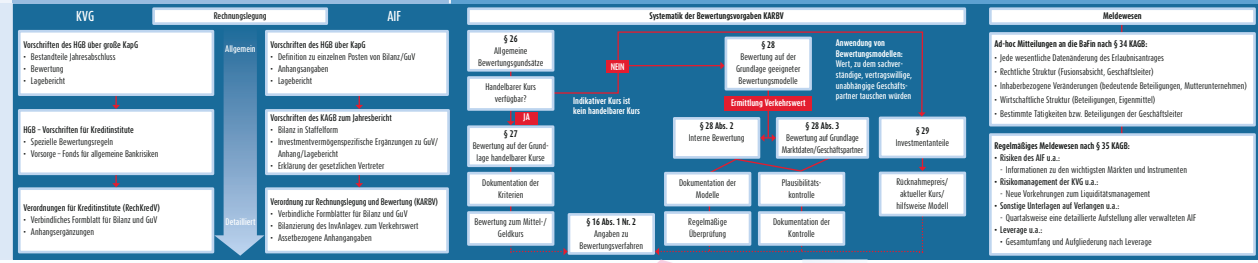 KVG
Rechnungslegung
AIF
Vorschriften des HGB über große KapG
• Bestandteile Jahresabschluss
• Bewertung
• Lagebericht
HGB - Vorschriften für Kreditinstitute
• Spezielle Bewertungsregeln
• Vorsorge - Fonds für allgemeine Bankrisiken
Verordnungen für Kreditinstitute (RechKredV)
• Verbindliches Formblatt für Bilanz und GuV
• Anhangsergänzungen
Allgemein
Detailliert
Vorschriften des HGB über KapG
• Definition zu einzelnen Posten von Bilanz/GuV
• Anhangsangaben
• Lagebericht
Vorschriften des KAGB zum Jahresbericht
• Bilanz in Staffelform
• Investmentvermögenspezifische Ergänzungen zu GuV/
Anhang/Lagebericht
• Erklärung der gesetzlichen Vertreter
Verordnung zur Rechnungslegung und Bewertung (KARBV)
• Verbindliche Formblätter für Bilanz und GuV
• Bilanzierung des InvAnlagev. zum Verkehrswert
• Assetbezogene Anhangangaben
Systematik der Bewertungsvorgaben KARBV
§ 26
Allgemeine
Bewertungsgundsätze
Handelbarer Kurs
verfügbar?
JA
§ 27
Bewertung auf der Grund-
lage handelbarer Kurse
Dokumentation der
Kriterien
Bewertung zum Mittel-/
Geldkurs
NEIN
Indikativer Kurs ist
kein handelbarer Kurs
§ 16 Abs. 1 Nr. 2
Angaben zu
Bewertungsverfahren
§ 28
Bewertung auf der
Grundlage geeigneter
Bewertungsmodelle
Ermittlung Verkehrswert
Anwendung von
Bewertungsmodellen:
Wert, zu dem sachver-
ständige, vertragswillige,
unabhängige Geschäfts-
partner tauschen würden
§ 28 Abs. 2
Interne Bewertung
§ 28 Abs. 3
Bewertung auf Grundlage
Marktdaten/Geschäftspartner
Dokumentation der
Modelle
Plausibilitäts-
kontrolle
Regelmäßige
Überprüfung
Dokumentation der
Kontrolle
§ 29
Investmentanteile
Rücknahmepreis/
aktueller Kurs/
hilfsweise Modell
Meldewesen
Ad-hoc Mitteilungen an die BaFin nach § 34 KAGB:
• Jede wesentliche Datenänderung des Erlaubnisantrages
• Rechtliche Struktur (Fusionsabsicht, Geschäftsleiter)
• Inhaberbezogene Veränderungen (bedeutende Beteiligungen, Mutterunternehmen)
• Wirtschaftliche Struktur (Beteiligungen, Eigenmittel)
• Bestimmte Tätigkeiten bzw. Beteiligungen der Geschäftsleiter
Regelmäßiges Meldewesen nach § 35 KAGB:
• Risiken des AIF u.a.:
- Informationen zu den wichtigsten Märkten und Instrumenten
• Risikomanagement der KVG u.a.:
- Neue Vorkehrungen zum Liquiditätsmanagement
• Sonstige Unterlagen auf Verlangen u.a.:
- Quartalsweise eine detaillierte Aufstellung aller verwalteten AIF
• Leverage u.a.:
- Gesamtumfang und Aufgliederung nach Leverage